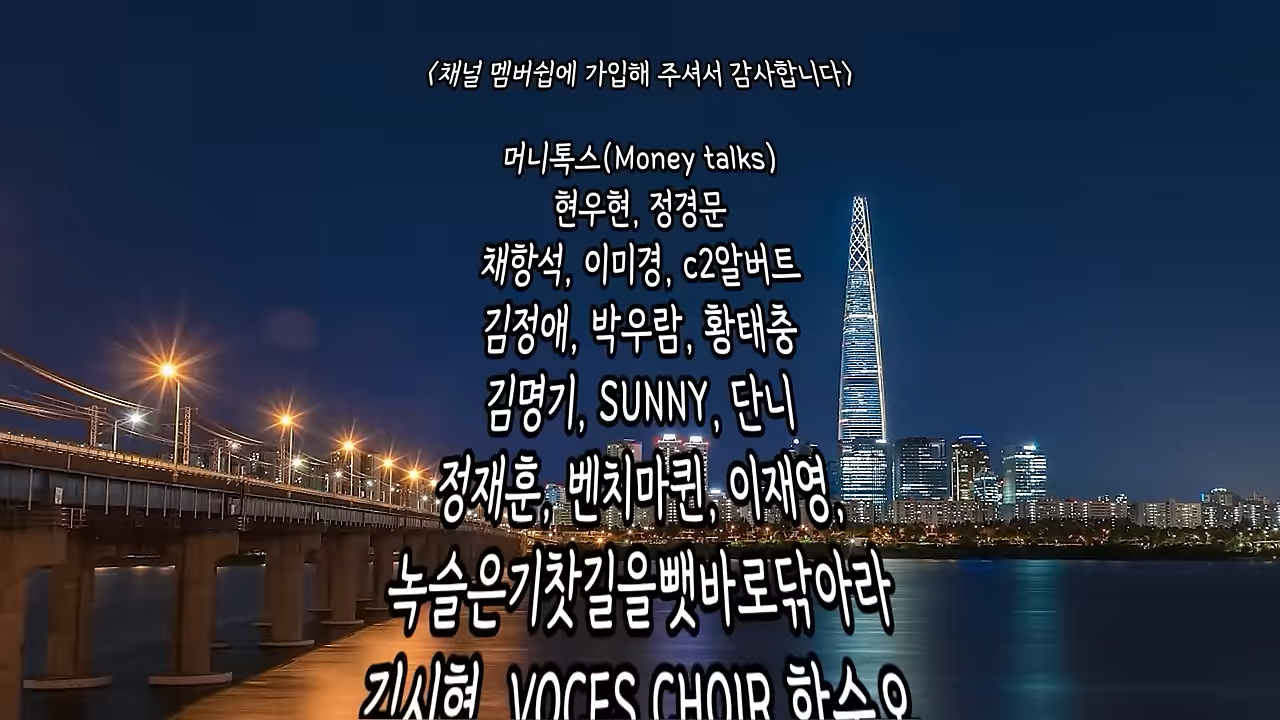 <채널 멤버쉽에 가입해 주셔서 감사합니다>
머니톡스(Money talks)
현우현, 정경문
채항석, 이미경, c2알버트
김정애, 박우람, 황태충
김명기, SUNNY, 단니
정재훈, 벤치마퀸, 이재영,
녹슬은기찻길을뺏바로닦아라
VOCES CHOIR